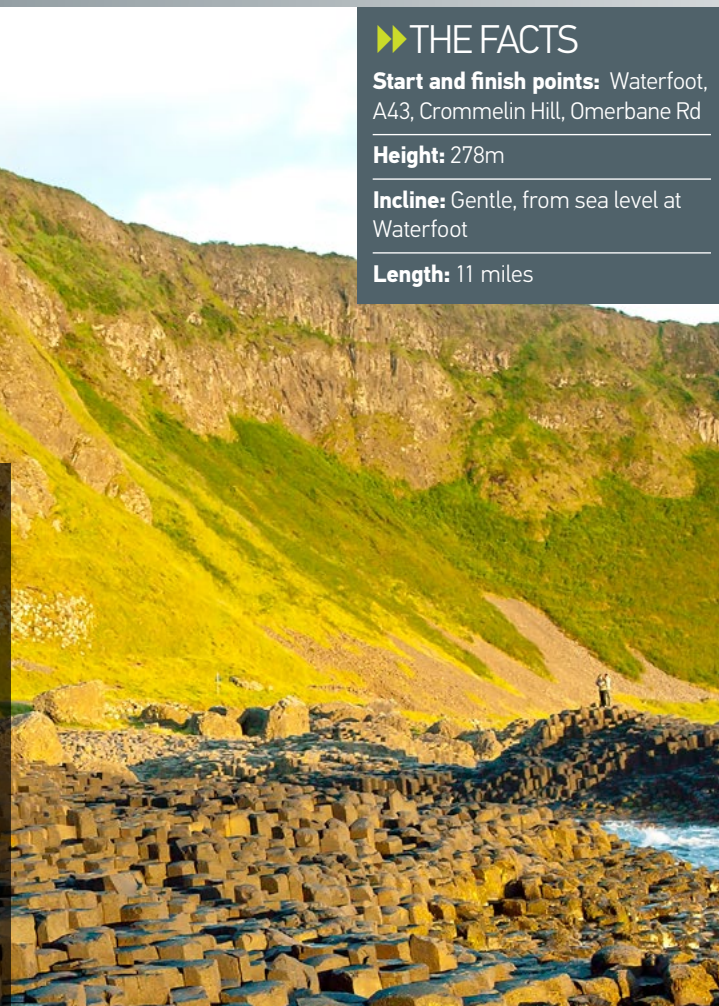 THE FACTS
Start and finish points: Waterfoot,
A43, Crommelin Hill, Omerbane Rd
Height: 278m
Incline: Gentle, from sea level at
Waterfoot
Length: 11 miles